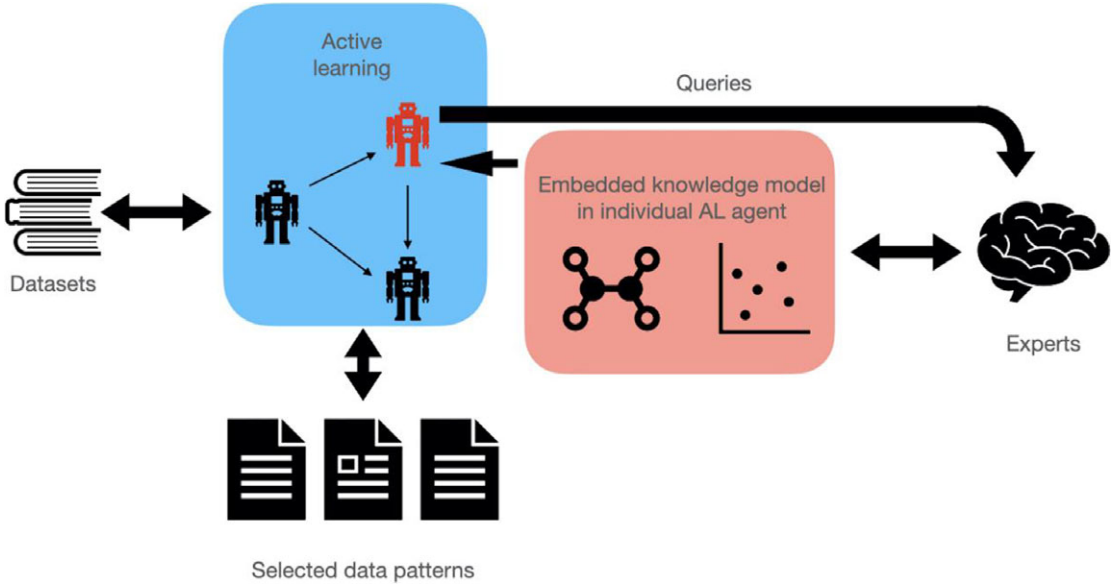 Active
learning
Queries
Embedded knowledge model
in individual AL agent
Datasets
Experts
Selected data patterns